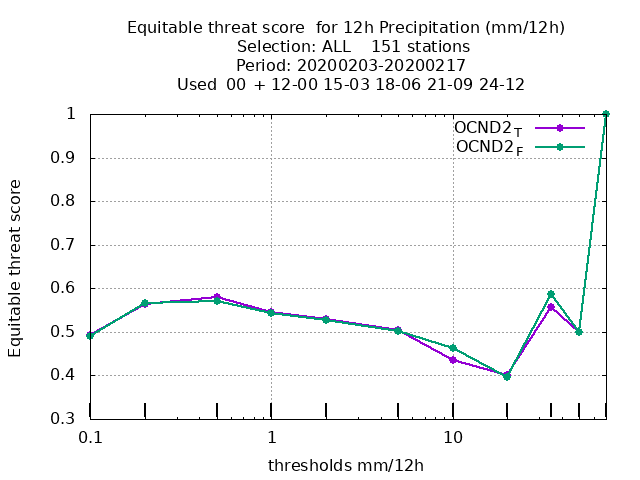 Equitable threat score  for 12h Precipitation (mm/12h)
Selection: ALL    151 stations
Period: 20200203-20200217
Used  00 + 12-00 15-03 18-06 21-09 24-12
OCND2_T
OCND2_F
1
0.9
0.8
0.7
0.6
0.5
0.4
0.3
Equitable threat score
0.1 1 10
thresholds mm/12h